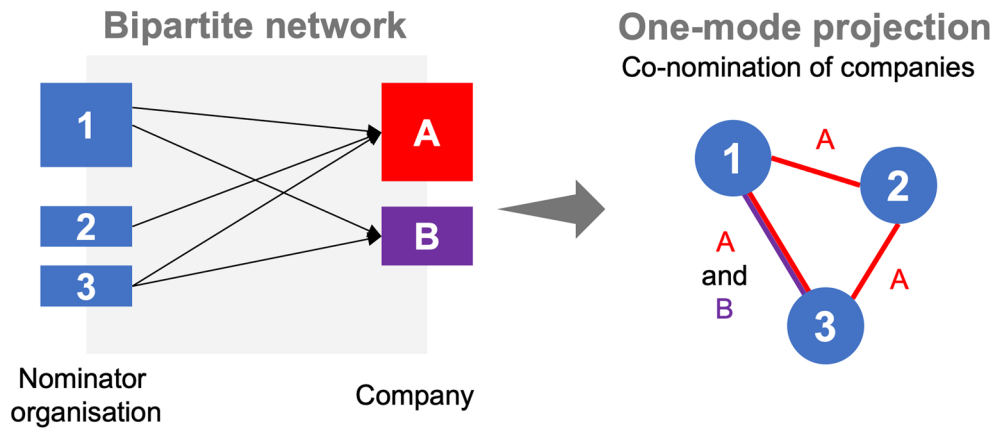 Bipartite network
1
2
3
A
B
Nominator
organisation
Company
One-mode projection
Co-nomination of companies
1
A
2
A
and
B
A
3